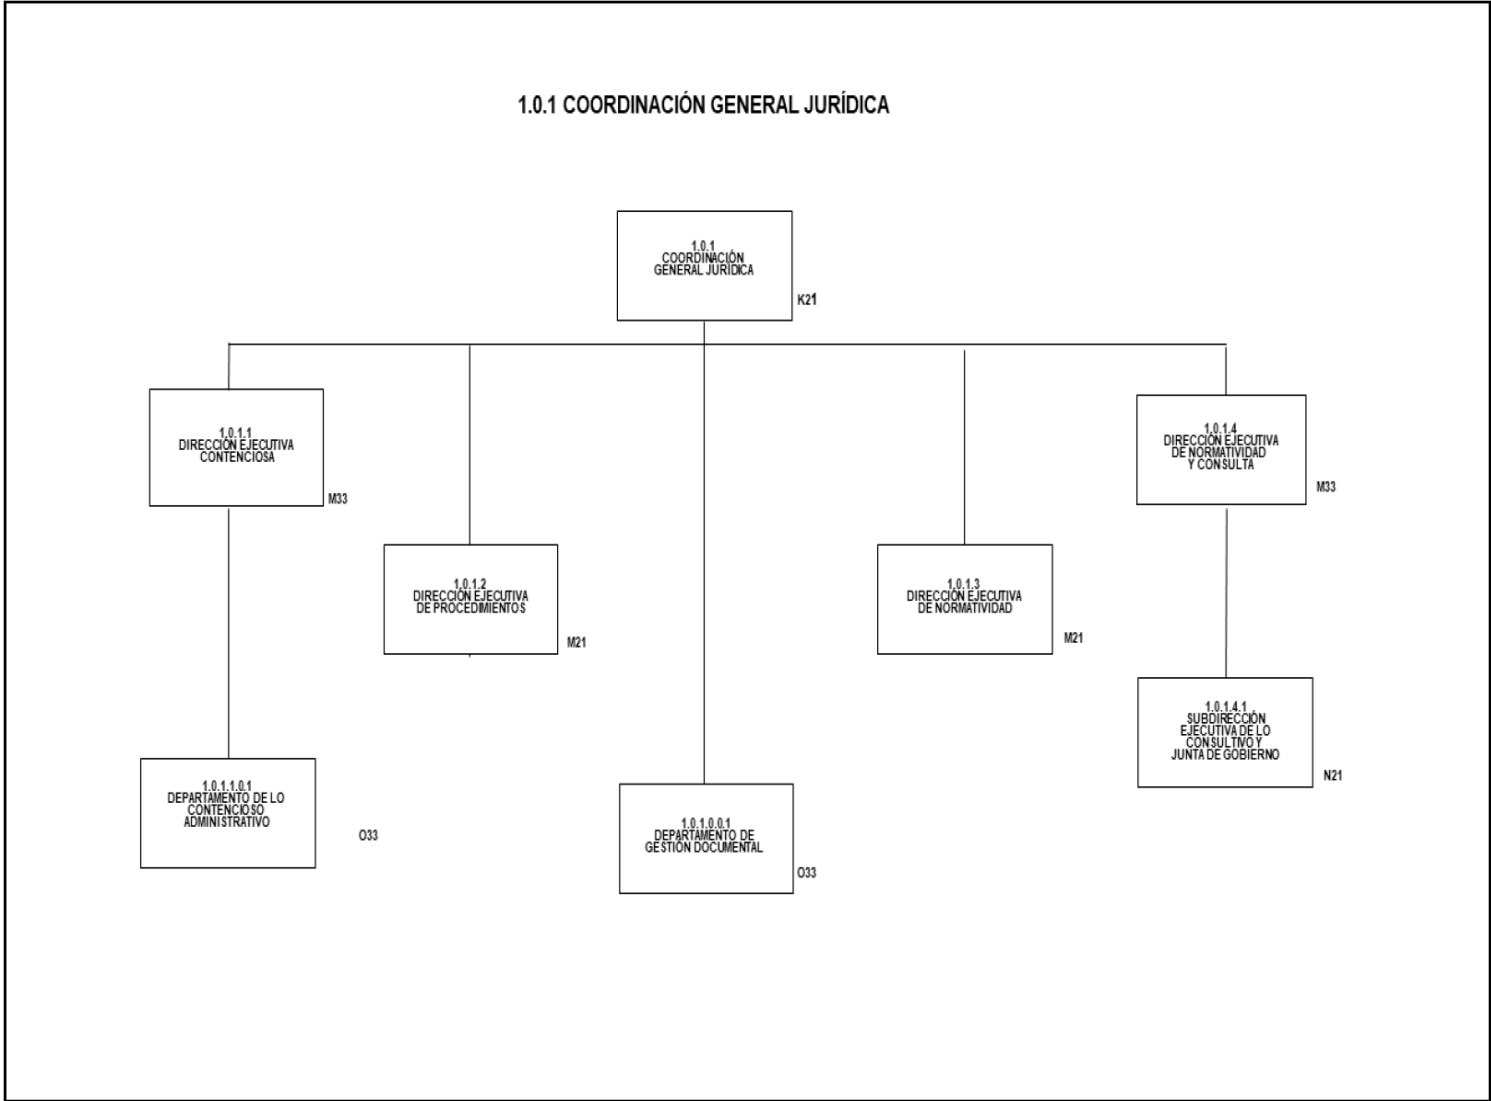 1.0.1 COORDINACIÓN GENERAL JURÍDICA
1.0.1
COORDINACIÓN
GENERAL JURÍDICA
K21
1.0.1.1
DIRECCIÓN EJECUTIVA
CONTENCIOSA
M33
1.0.1.4
DIRECCIÓN EJECUTIVA
DE NORMATIVIDAD
Y CONSULTA
M33
1.0.1.2
DIRECCIÓN EJECUTIVA
DE PROCEDIMIENTOS
M21
1.0.1.3
DIRECCIÓN EJECUTIVA
DE NORMATIVIDAD
M21
1.0.1.4.1
SUBDIRECCIÓN
EJECUTIVA DE LO
CONSULTIVO Y
JUNTA DE GOBIERNO
N21
1.0.1.1.0.1
DEPARTAMENTO DE LO
CONTENCIOSO
ADMINISTRATIVO
O33
1.0.1.0.0.1
DEPARTAMENTO DE
GESTIÓN DOCUMENTAL
O33